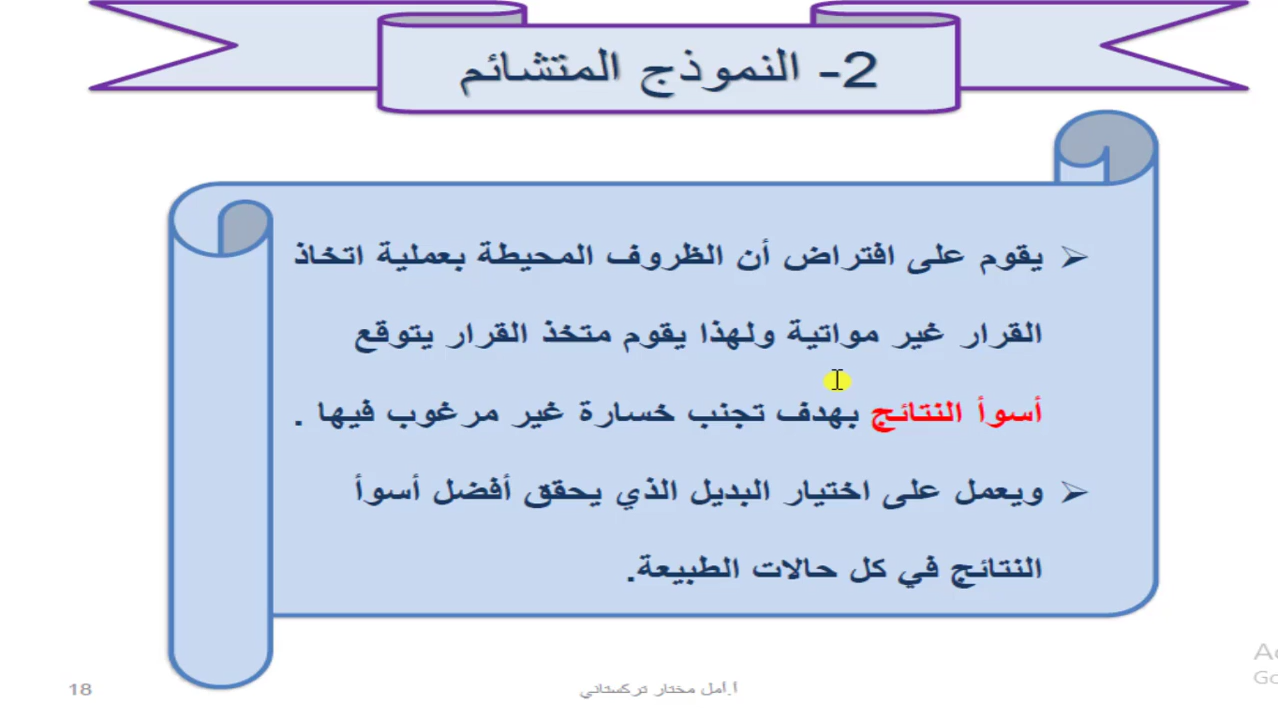 2- النموذج المتشائم
يقوم على افتراض أن الظروف المحيطة بعملية اتخاذ
القرار غير مواتية ولهذا يقوم متخذ القرار يتوقع
أسوأ النتائج بهدف تجنب خسارة غير مرغوب فيها .
ويعمل على اختيار البديل الذي يحقق أفضل أسوأ
النتائج في كل حالات الطبيعة.
ا.امل مختار تركستاني
18